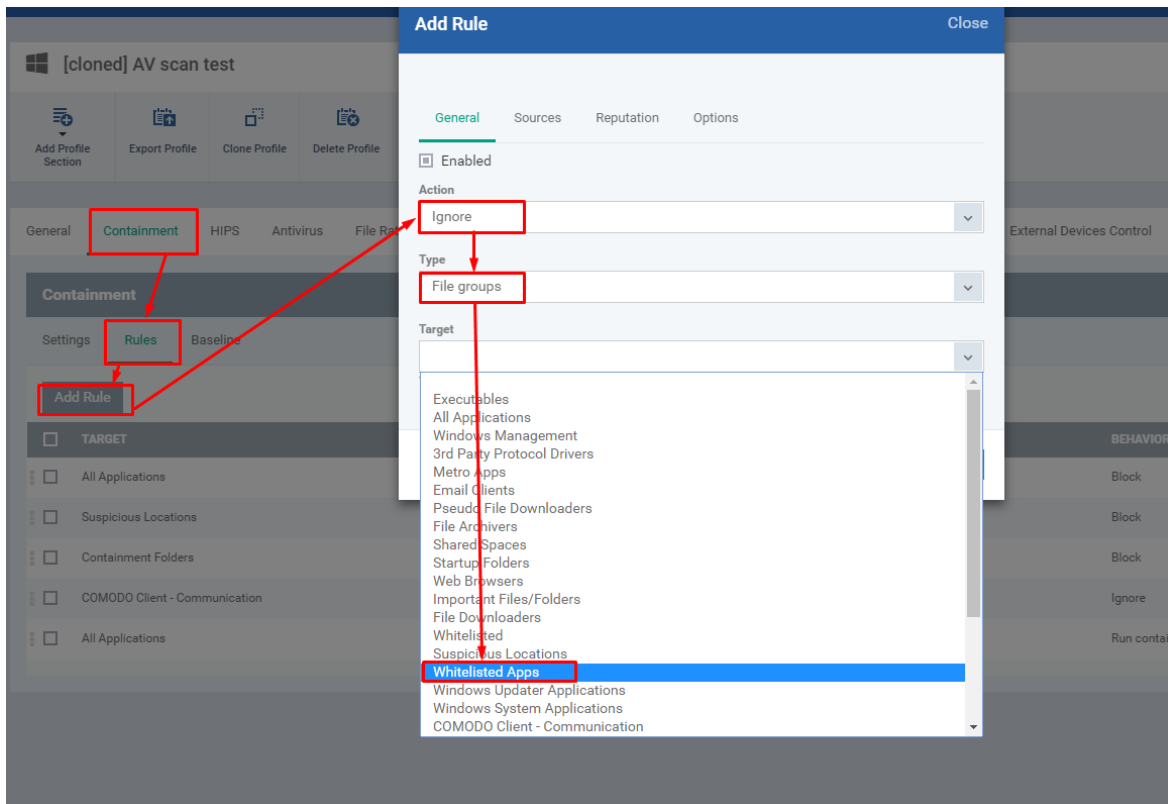 Add Rule
Close
[cloned] AV scan test
Add Profile
Section
Export Profile
Clone Profile
Delete Profile
General
Sources
Reputation
Options
Enabled
Action
Ignore
General
Containment
HIPS
Antivirus
File Rat
External Devices Control
Type
File groups
Containment
Settings
Rules
Baseline
Target
Add Rule
TARGET
BEHAVIOR
All Applications
Block
Suspicious Locations
Block
Containment Folders
Block
COMODO Client - Communication
Ignore
All Applications
Run contai
Executables
All Applications
Windows Management
3rd Party Protocol Drivers
Metro Apps
Email Clients
Pseudo File Downloaders
File Archivers
Shared Spaces
Startup Folders
Web Browsers
Important Files/Folders
File Downloaders
Whitelisted
Suspicious Locations
Whitelisted Apps
Windows Updater Applications
Windows System Applications
COMODO Client - Communication